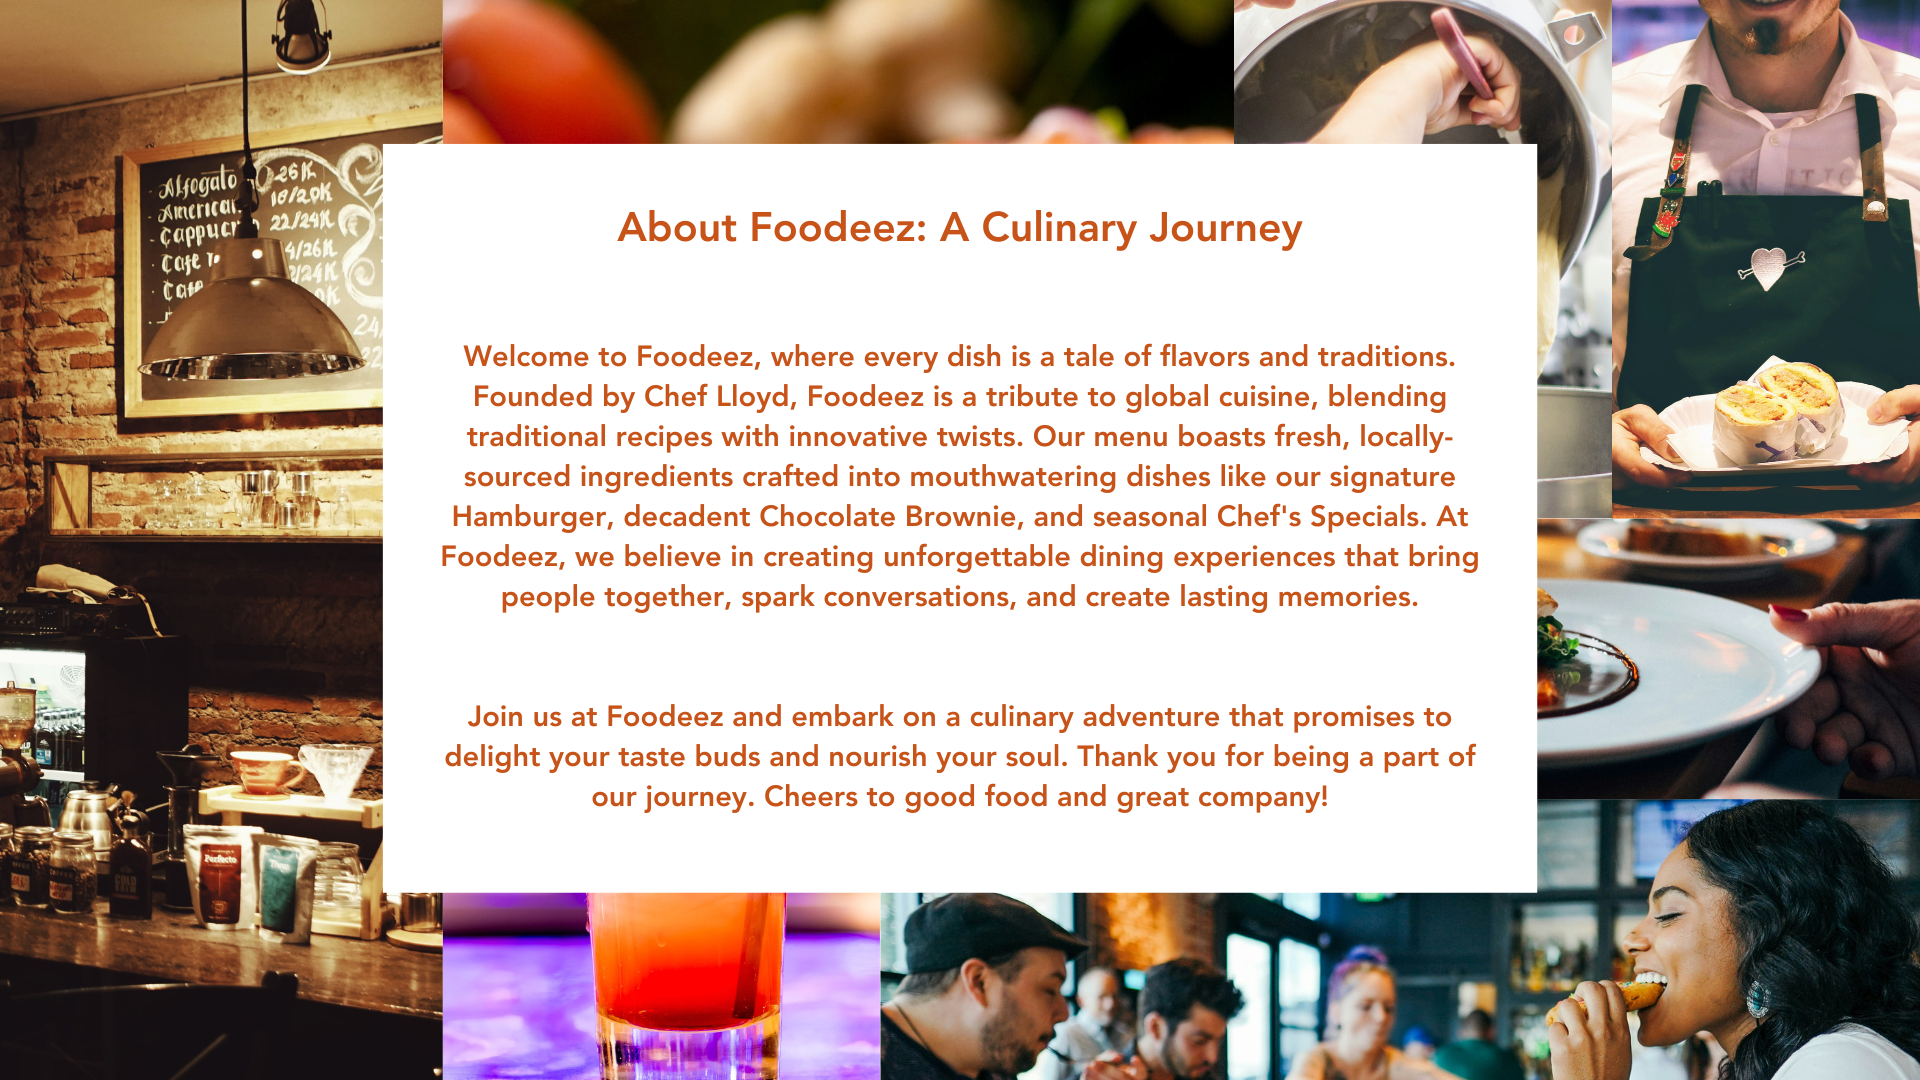 About Foodeez: A Culinary Journey
Welcome to Foodeez, where every dish is a tale of flavors and traditions.
Founded by Chef Lloyd, Foodeez is a tribute to global cuisine, blending
traditional recipes with innovative twists. Our menu boasts fresh, locally-
sourced ingredients crafted into mouthwatering dishes like our signature
Hamburger, decadent Chocolate Brownie, and seasonal Chef's Specials. At
Foodeez, we believe in creating unforgettable dining experiences that bring
people together, spark conversations, and create lasting memories.
Join us at Foodeez and embark on a culinary adventure that promises to
delight your taste buds and nourish your soul. Thank you for being a part of
our journey. Cheers to good food and great company!
Affogato 26K
American 18/20K
Cappucc 22/24K
Cafe 4/26K
Cafe /24K
24/
Perfecto
COLD